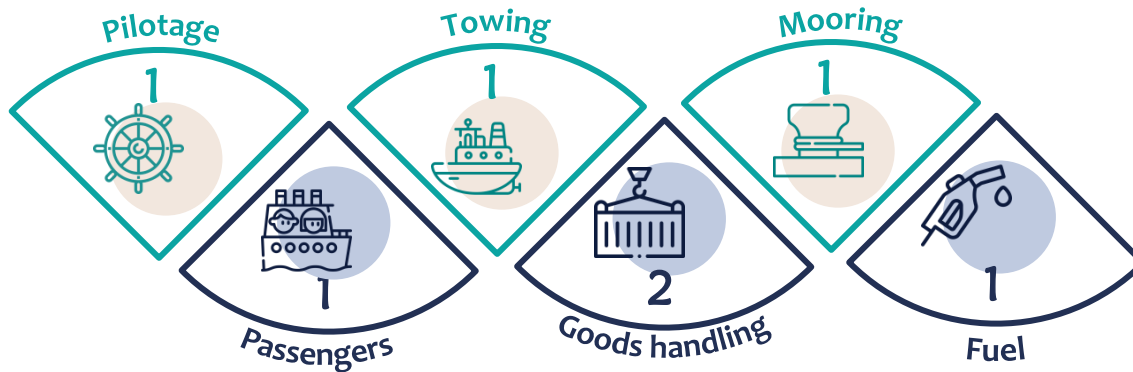 Pilotage
1
Towing
1
Mooring
1
1
Passengers
2
Goods handling
1
Fuel